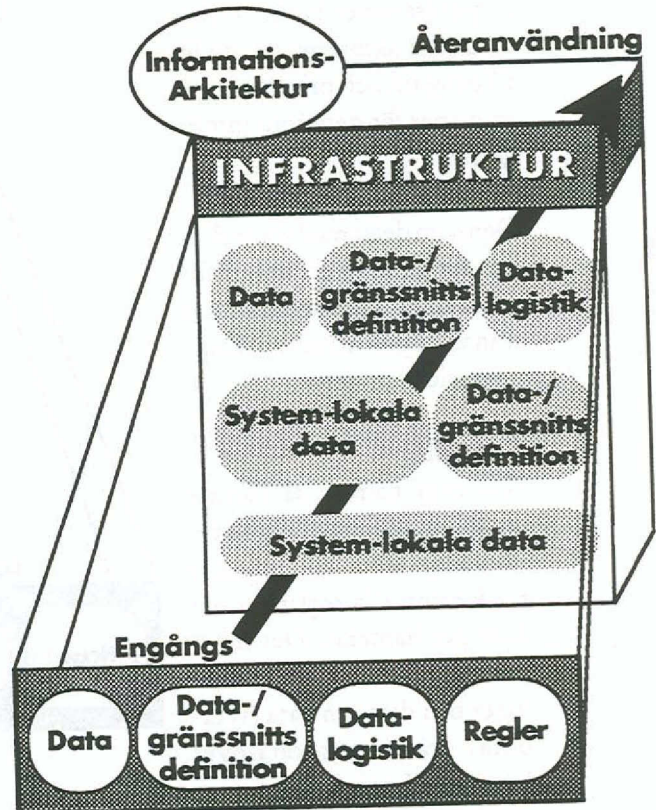 Informations-
Arkitektur
Återanvändning
INFRASTRUKTUR
Data
Data-/
gränssnitts
definition
Data-
logistik
System-lokala
data
Data-/
gränssnitts
definition
System-lokala data
Engångs
Data
Data-/
gränssnitts
definition
Data-
logistik
Regler